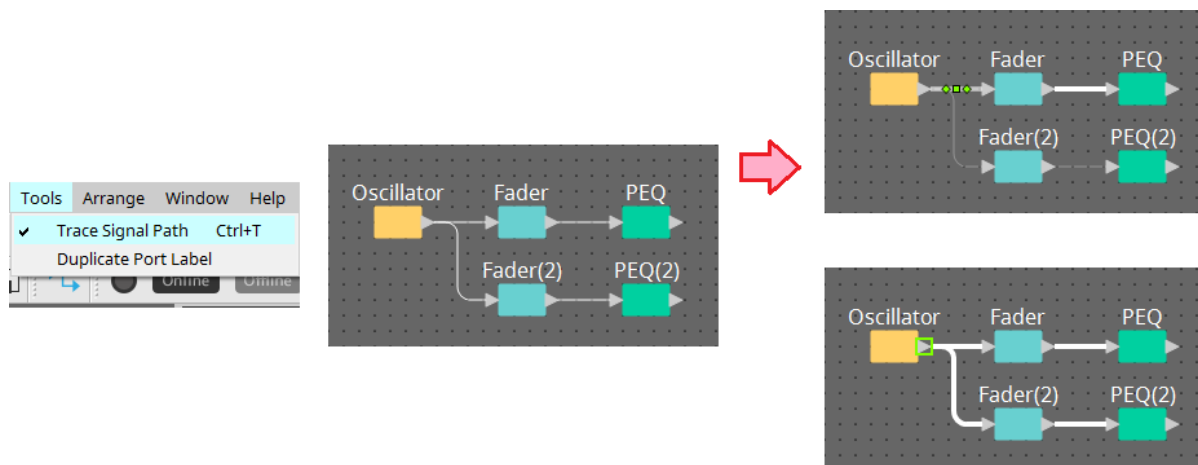 Tools Arrange Window Help
Trace Signal Path Ctrl+T
Duplicate Port Label
Online Offline
Oscillator Fader PEQ
Fader(2) PEQ(2)
Oscillator Fader PEQ
Fader(2) PEQ(2)
Oscillator Fader PEQ
Fader(2) PEQ(2)